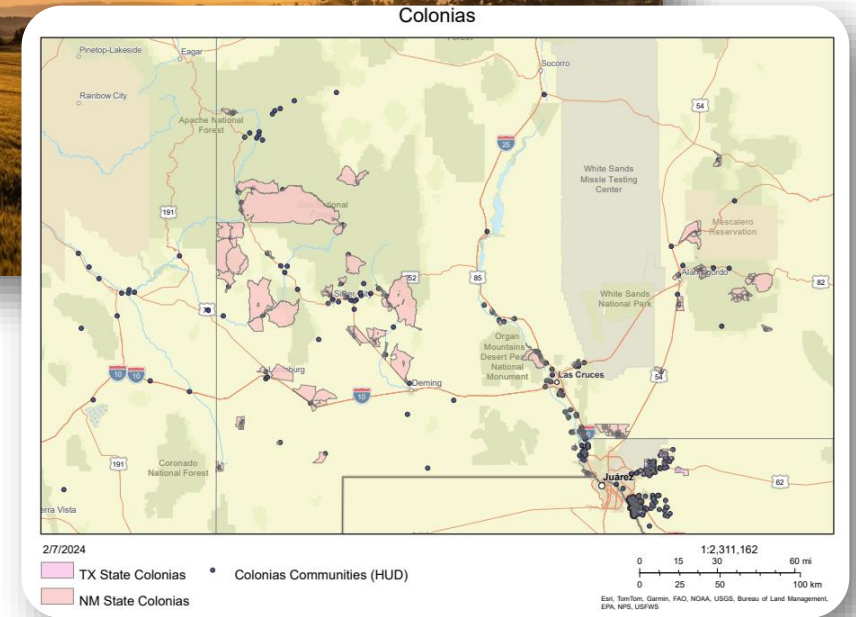 Colonias
Pinetop-Lakeside
Eagar
Socorro
Rainbow City
54
Apache National
Forest
25
White Sands
Missle Testing
Center
191
Mescalero
Reservation
52
85
Alamogordo
82
70
White Sands
National Park
Organ
Mountains
Desert Peaks
National
Monument
Las Cruces
54
10
10
10
Deming
191
Coronado
National Forest
Juárez
62
2/7/2024
1:2,311,162
0 15 30 60 mi
0 25 50 100 km
TX State Colonias
Colonias Communities (HUD)
NM State Colonias
Esri, TomTom, Garmin, FAO, NOAA, USGS, Bureau of Land Management,
EPA, NPS, USFWS